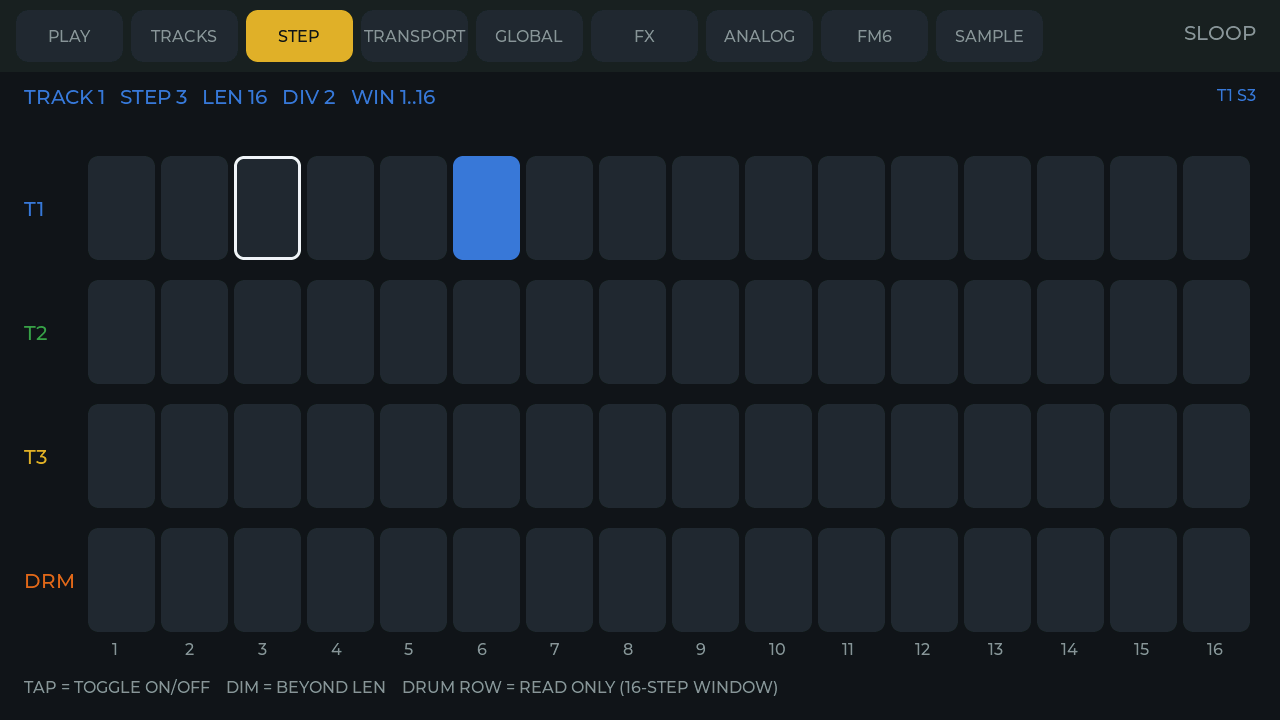 PLAY TRACKS STEP TRANSPORT GLOBAL FX ANALOG FM6 SAMPLE SLOOP
TRACK 1 STEP 3 LEN 16 DIV 2 WIN 1..16 T1 S3
T1
T2
T3
DRM
1 2 3 4 5 6 7 8 9 10 11 12 13 14 15 16
TAP = TOGGLE ON/OFF DIM = BEYOND LEN DRUM ROW = READ ONLY (16-STEP WINDOW)